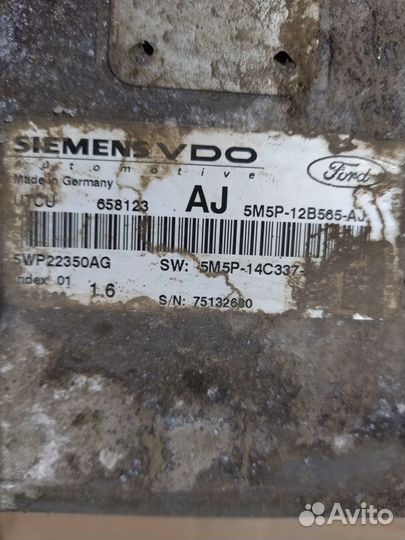 SIEMENS VDO
Automotive
Ford
Made in Germany
UTCU 658123 AJ 5M5P-12B565-AJ
5WP22350AG SW: 5M5P-14C337-
Index 01
1.6 S/N: 75132690
Avito